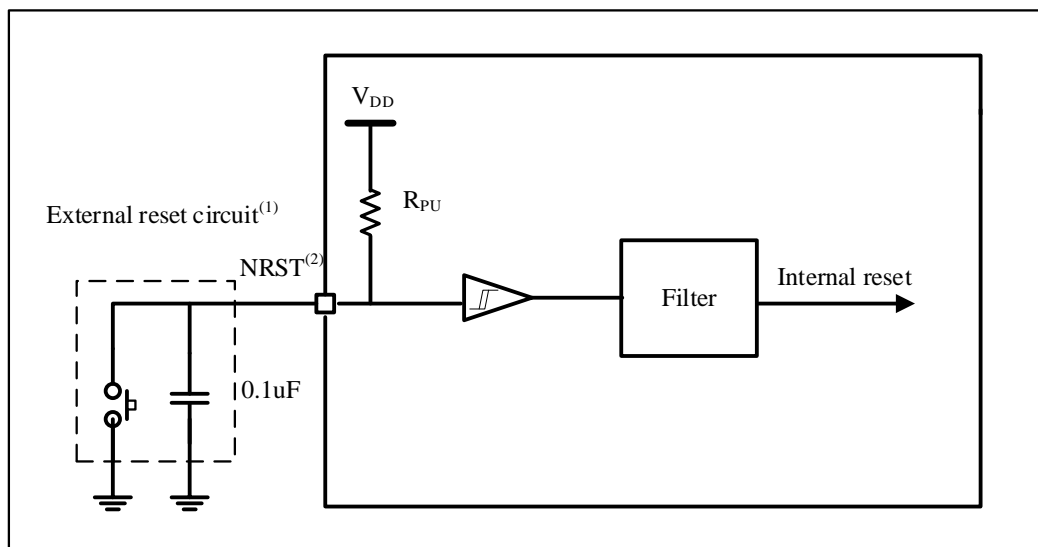 V_DD
R_PU
External reset circuit(1)
NRST(2)
Filter
Internal reset
0.1uF